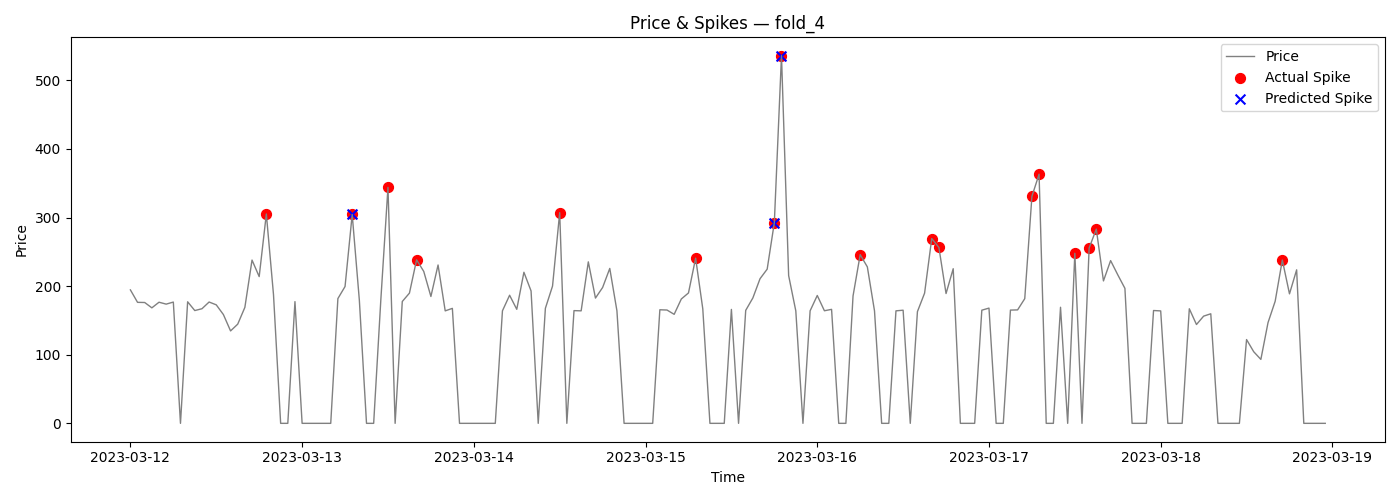 Price & Spikes — fold_4
Price
Actual Spike
Predicted Spike
500
400
300
200
100
0
Price
2023-03-12
2023-03-13
2023-03-14
2023-03-15
2023-03-16
2023-03-17
2023-03-18
2023-03-19
Time